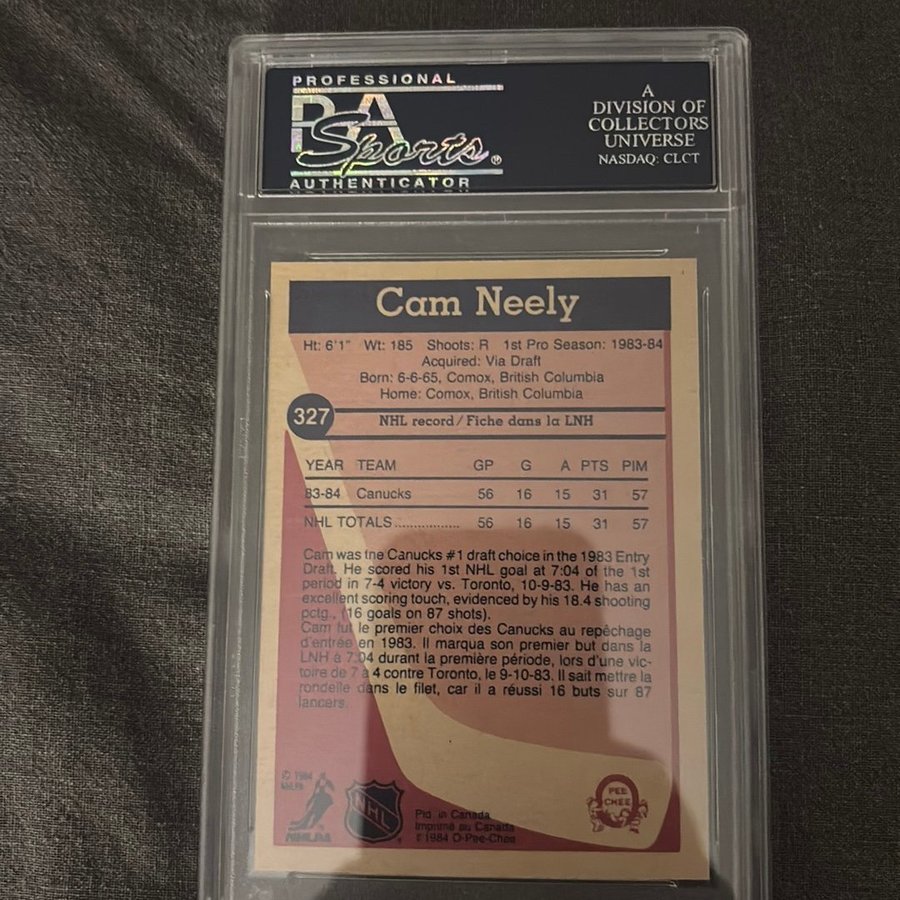 PROFESSIONAL
PSA
Sports®
AUTHENTICATOR
A
DIVISION OF
COLLECTORS
UNIVERSE
NASDAQ: CLCT
Cam Neely
Ht: 6'1" Wt: 185 Shoots: R 1st Pro Season: 1983-84
Acquired: Via Draft
Born: 6-6-65, Comox, British Columbia
Home: Comox, British Columbia
327 NHL record / Fiche dans la LNH
YEAR TEAM GP G A PTS PIM
83-84 Canucks 56 16 15 31 57
NHL TOTALS................. 56 16 15 31 57
Cam was the Canucks #1 draft choice in the 1983 Entry
Draft. He scored his 1st NHL goal at 7:04 of the 1st
period in 7-4 victory vs. Toronto, 10-9-83. He has an
excellent scoring touch, evidenced by his 18.4 shooting
pctg., (16 goals on 87 shots).
Cam fut le premier choix des Canucks au repêchage
d'entrée en 1983. Il marqua son premier but dans la
LNH à 7:04 durant la première période, lors d'une vic-
toire de 7 à 4 contre Toronto, le 9-10-83. Il sait mettre la
rondelle dans le filet, car il a réussi 16 buts sur 87
lancers.
© 1984
NHLPA
NHLPA
NHL
Ptd. in Canada
Imprimé au Canada
© 1984 O-Pee-Chee
PEE
CHEE